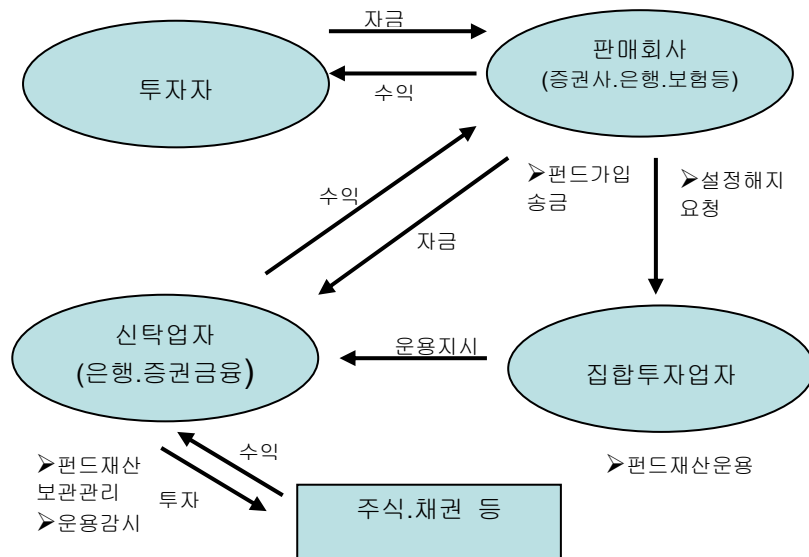 자금
판매회사
(증권사.은행.보험등)
투자자
수익
수익
➢펀드가입
송금
➢설정해지
요청
자금
신탁업자
(은행.증권금융)
운용지시
집합투자업자
➢펀드재산
보관관리
➢운용감시
수익
투자
➢펀드재산운용
주식.채권 등